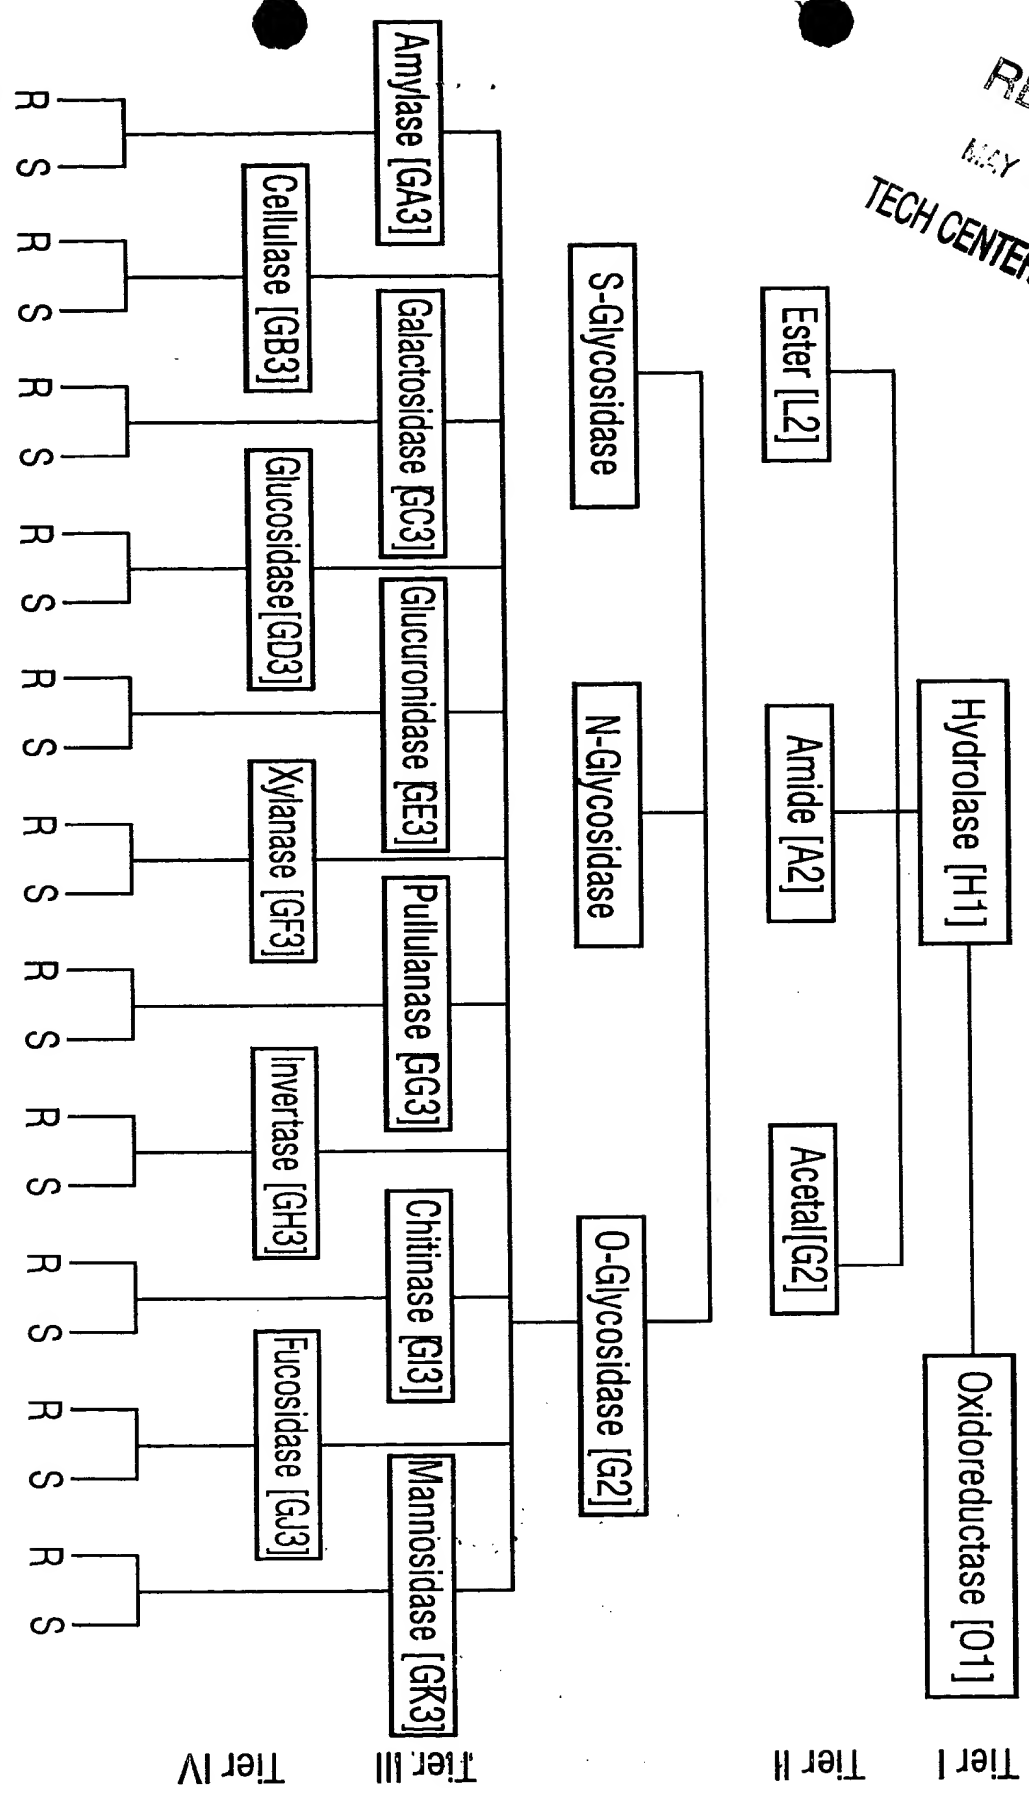 TECH CENTER
MAY
Tier I
Hydrolase [H1]
Oxidoreductase [O1]
Tier II
Ester [L2]
Amide [A2]
Acetal[G2]
S-Glycosidase
N-Glycosidase
O-Glycosidase [G2]
Tier III
Amylase [GA3]
Galactosidase [GC3]
Glucuronidase [GE3]
Pullulanase [GG3]
Chitinase [GI3]
Mannosidase [GK3]
Tier IV
Cellulase [GB3]
Glucosidase[GD3]
Xylanase [GF3]
Invertase [GH3]
Fucosidase [GJ3]
R S R S R S R S R S R S R S R S R S R S R S